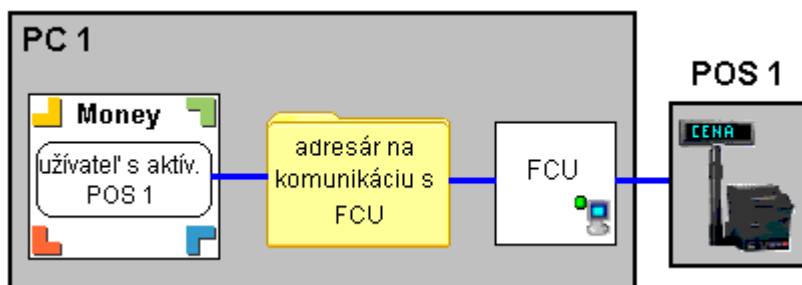 PC 1
Money
užívateľ s aktív.
POS 1
adresár na
komunikáciu s
FCU
FCU
POS 1
CENA